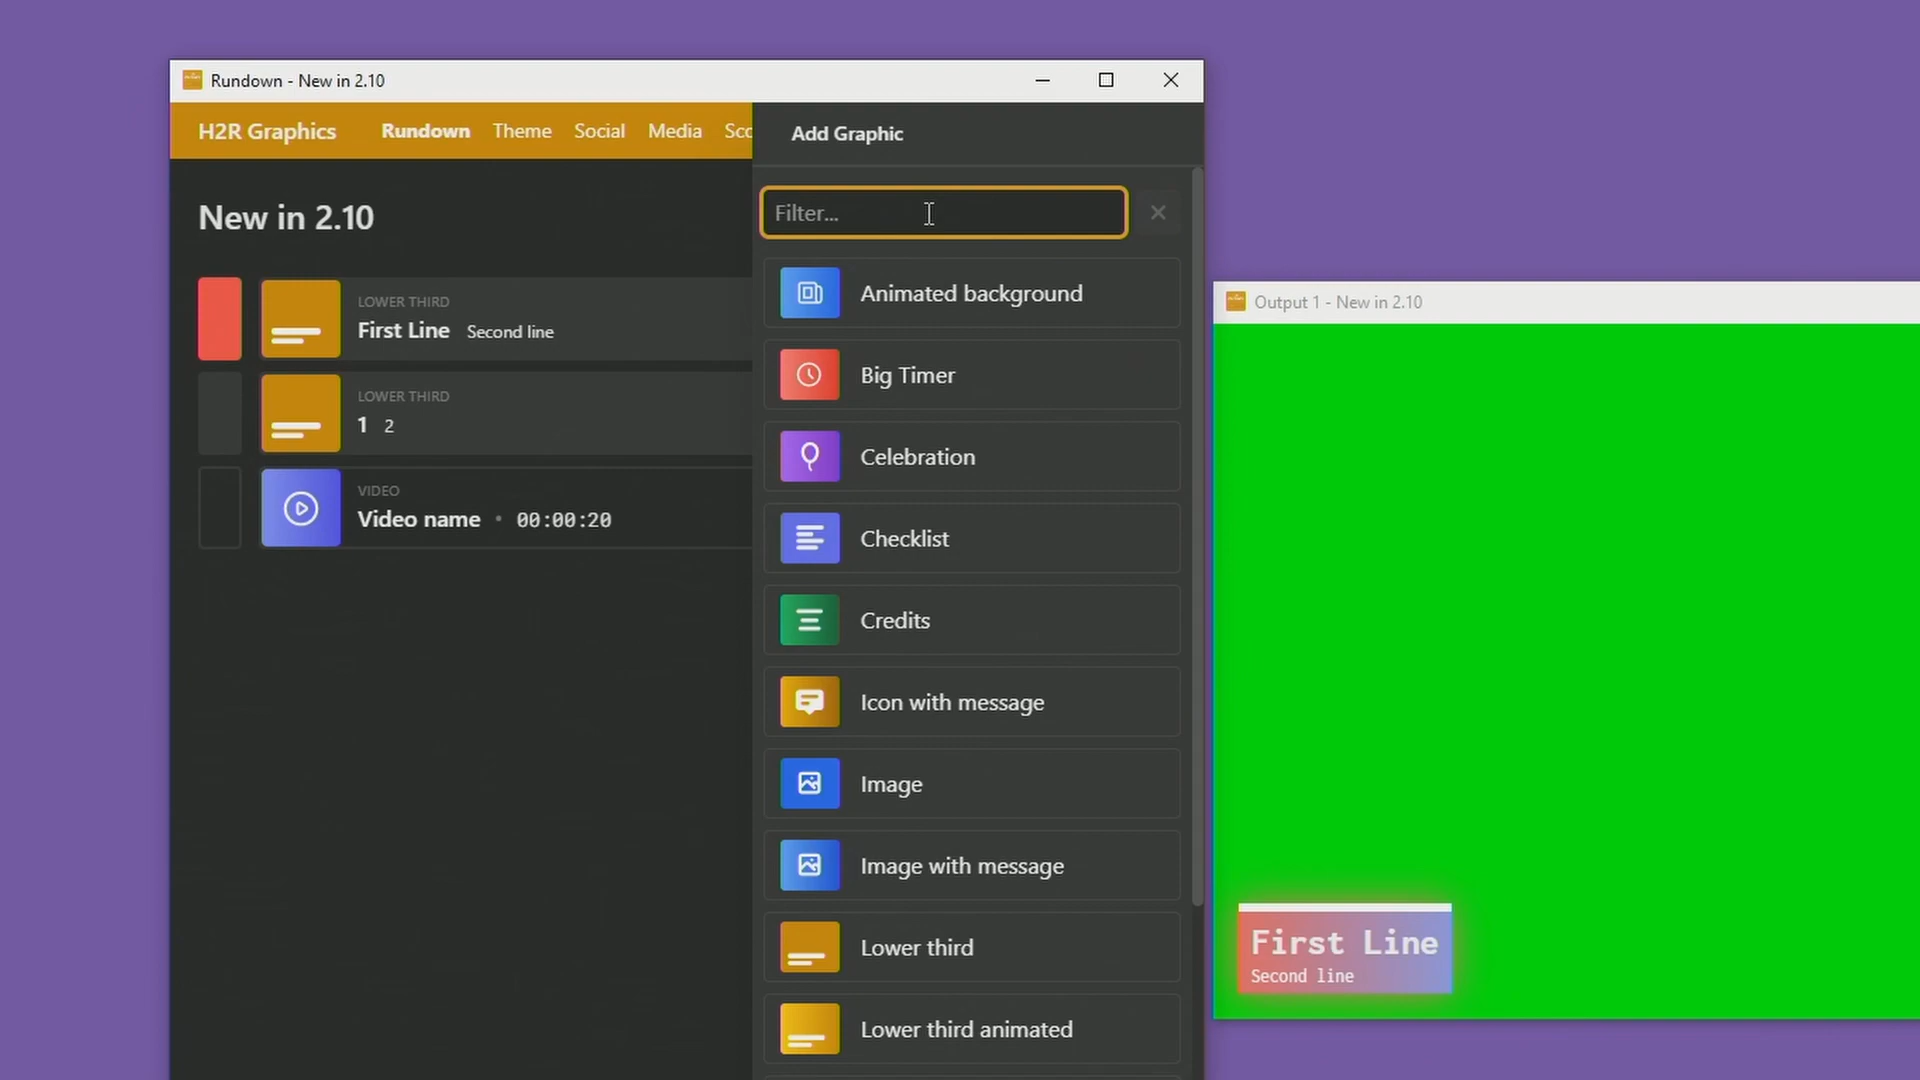 Rundown - New in 2.10
H2R Graphics
Rundown
Theme
Social
Media
Sco
New in 2.10
LOWER THIRD
First Line Second line
LOWER THIRD
1 2
VIDEO
Video name • 00:00:20
Add Graphic
Filter...
Animated background
Big Timer
Celebration
Checklist
Credits
Icon with message
Image
Image with message
Lower third
Lower third animated
Output 1 - New in 2.10
First Line
Second line